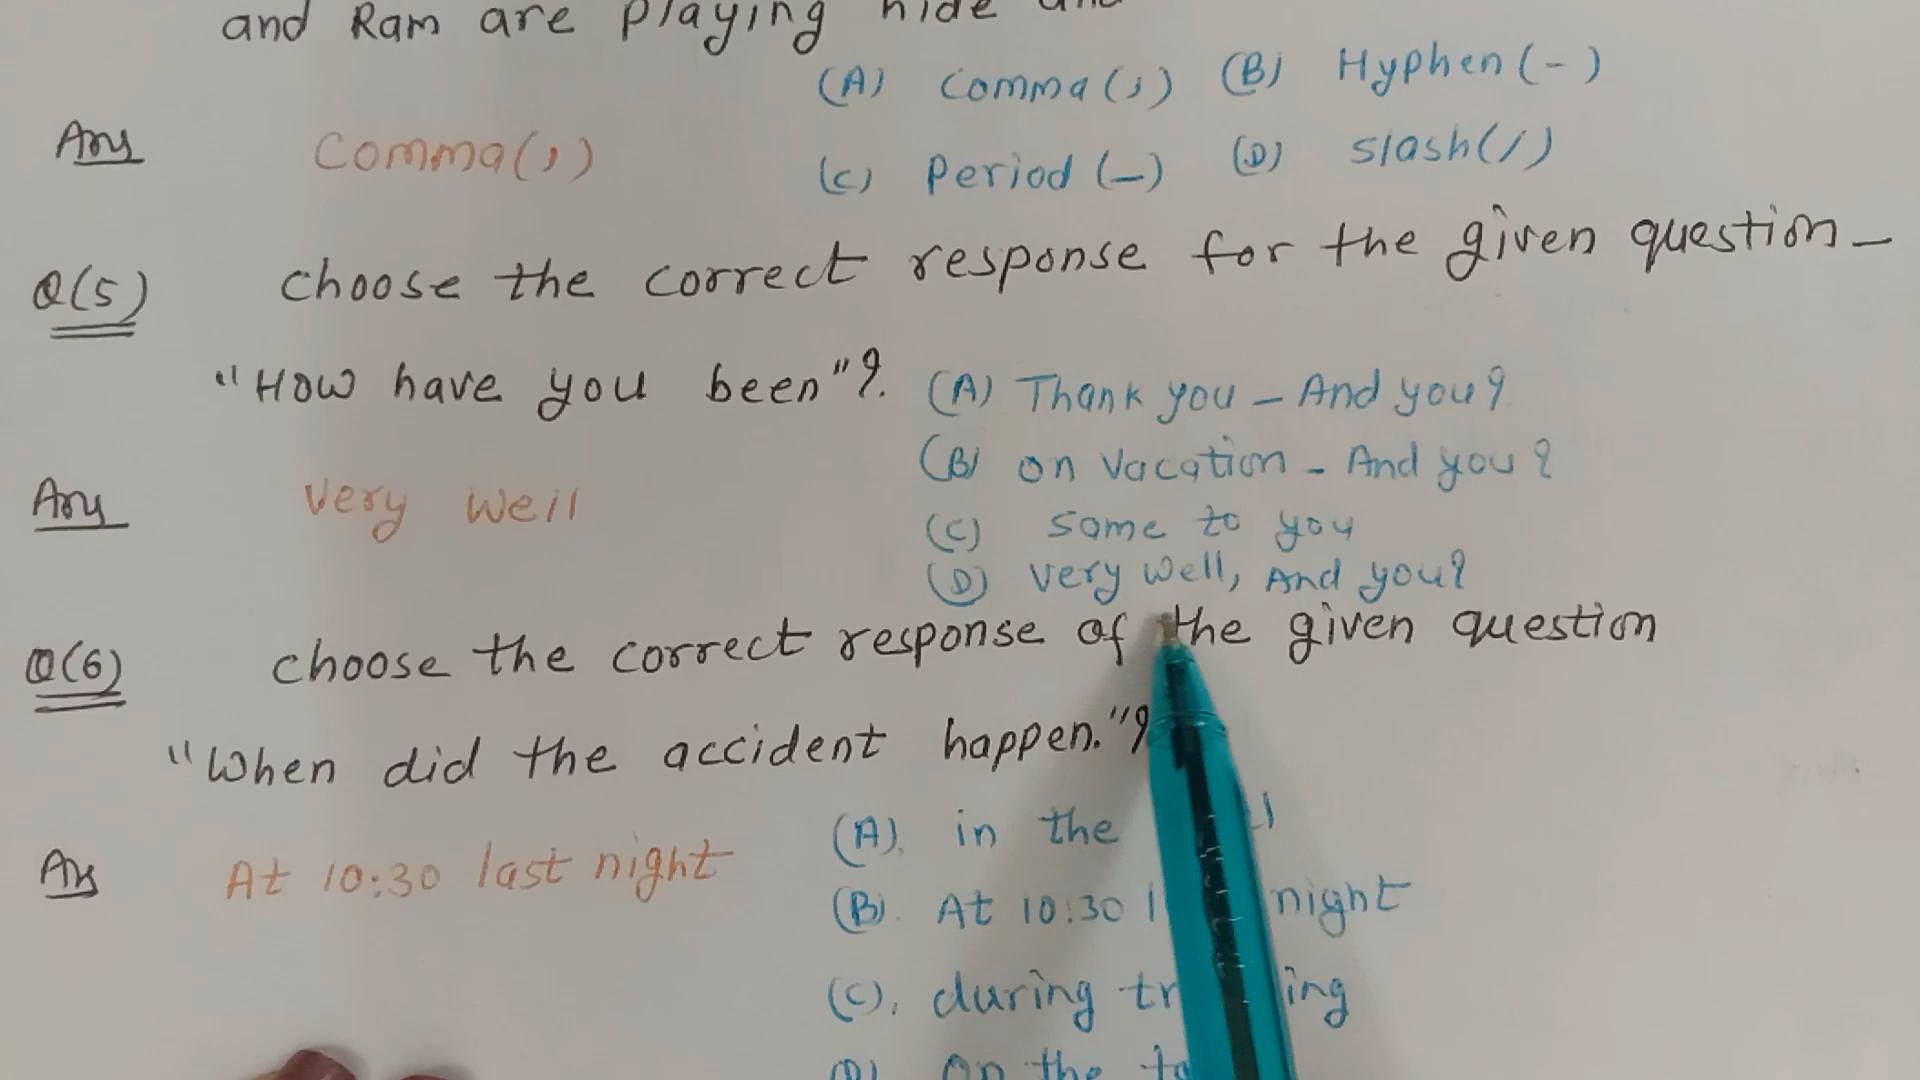 and Ram are playing hide
(A) Comma(,) (B) Hyphen(-)
Ans Comma(,)
(C) Period(-) (D) slash(/)
Q(5) choose the correct response for the given question-
"How have you been"?. (A) Thank you - And you?
(B) on Vacation - And you?
Ans Very Well
(C) same to you
(D) very well, And you?
Q(6) choose the correct response of the given question
"When did the accident happen."?
(A), in the
Ans At 10:30 last night
(B). At 10:30 night
(C), during
(D) on the